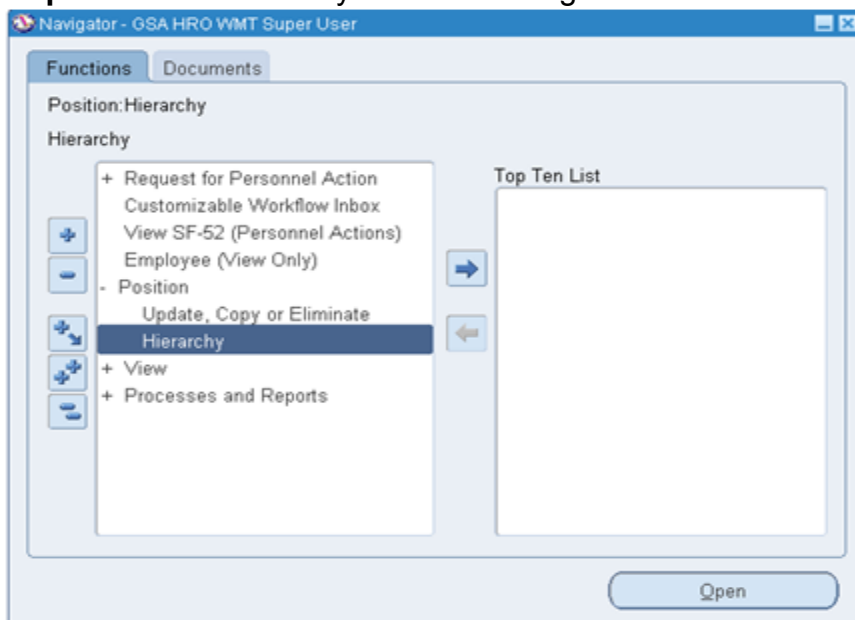 Navigator - GSA HRO WMT Super User
Functions Documents
Position:Hierarchy
Hierarchy
+ Request for Personnel Action
Customizable Workflow Inbox
View SF-52 (Personnel Actions)
Employee (View Only)
- Position
Update, Copy or Eliminate
Hierarchy
+ View
+ Processes and Reports
Top Ten List
Open